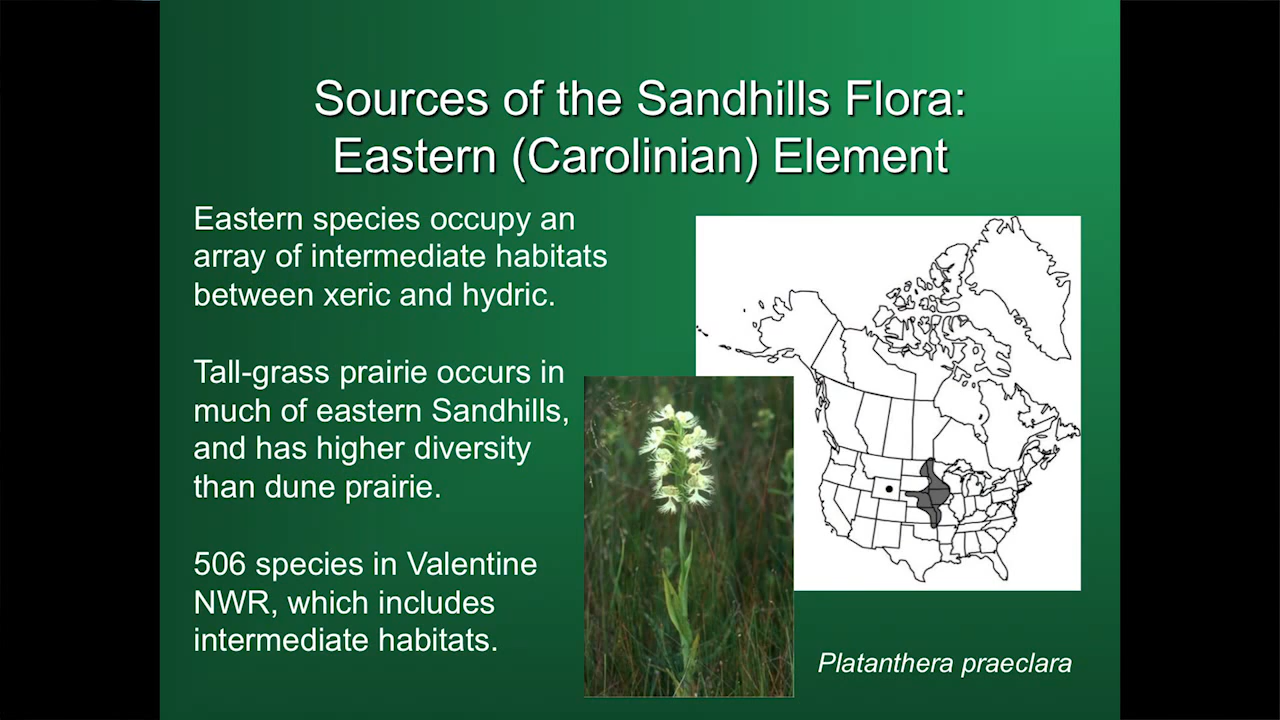 Sources of the Sandhills Flora:
Eastern (Carolinian) Element
Eastern species occupy an
array of intermediate habitats
between xeric and hydric.
Tall-grass prairie occurs in
much of eastern Sandhills,
and has higher diversity
than dune prairie.
506 species in Valentine
NWR, which includes
intermediate habitats.
Platanthera praeclara